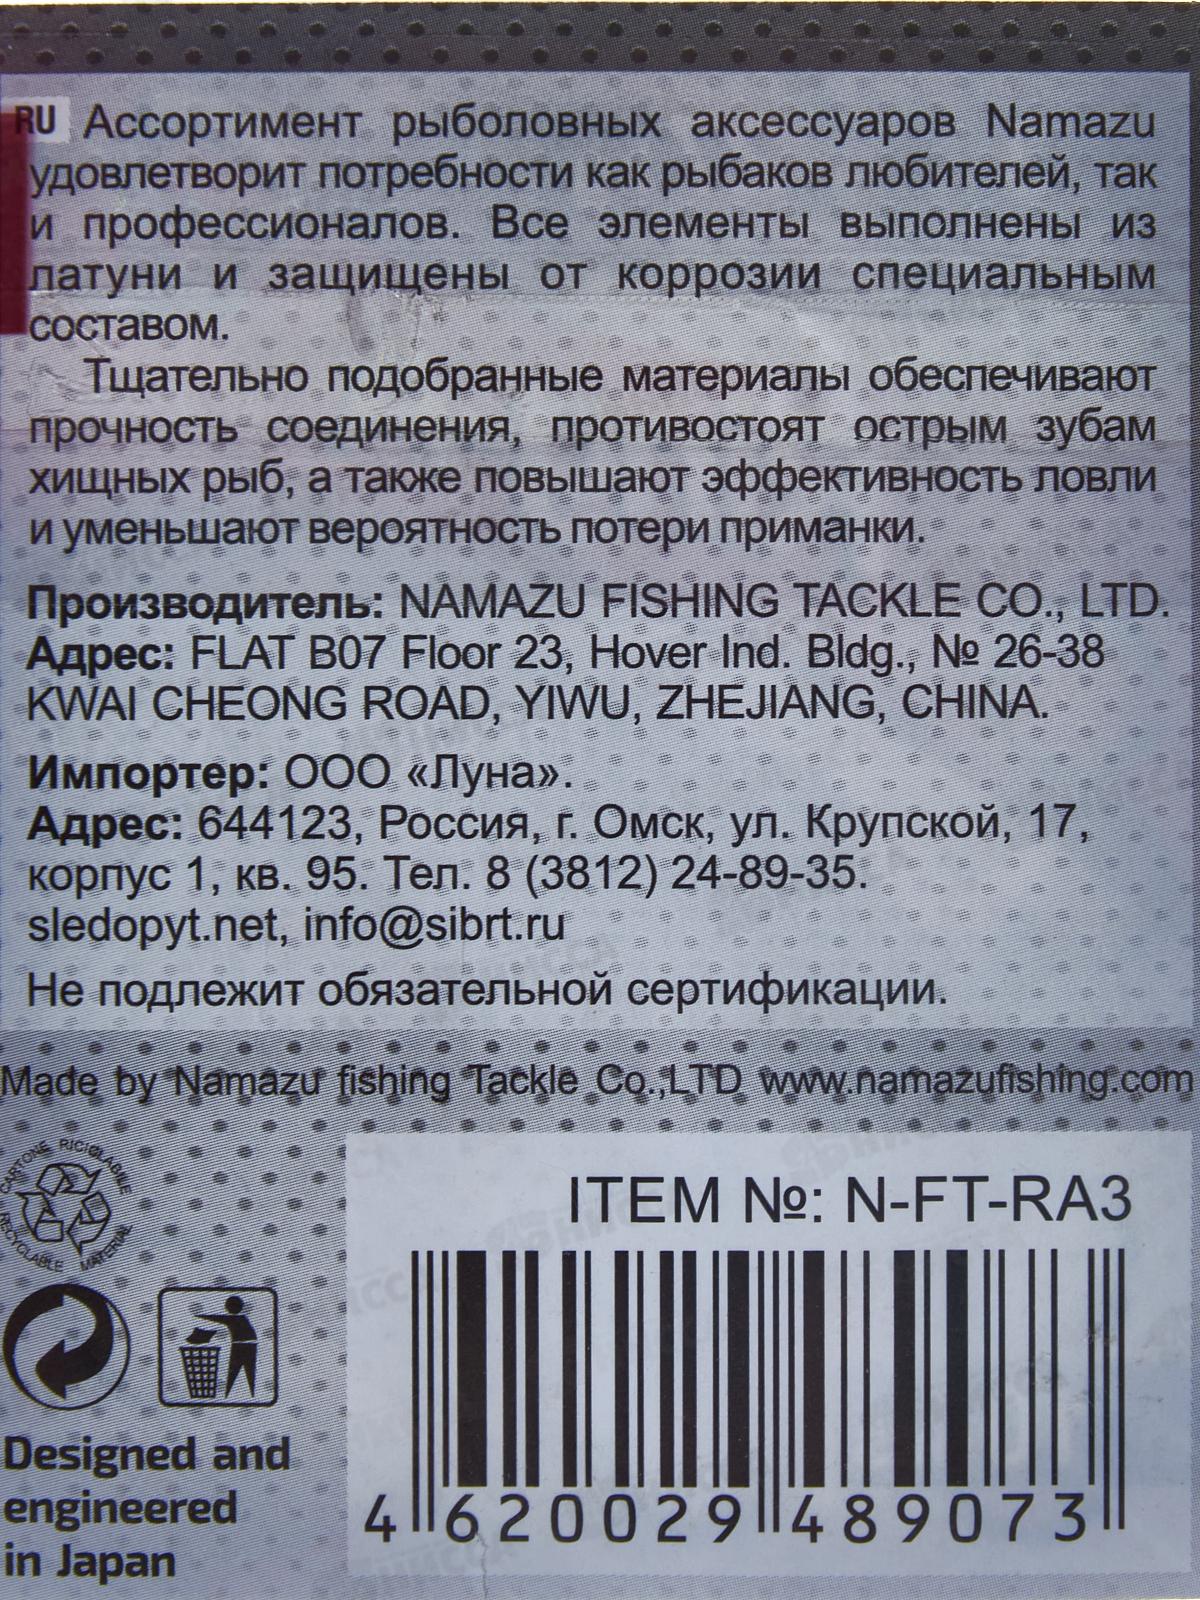 RU Ассортимент рыболовных аксессуаров Namazu
удовлетворит потребности как рыбаков любителей, так
и профессионалов. Все элементы выполнены из
латуни и защищены от коррозии специальным
составом.
Тщательно подобранные материалы обеспечивают
прочность соединения, противостоят острым зубам
хищных рыб, а также повышают эффективность ловли
и уменьшают вероятность потери приманки.
Производитель: NAMAZU FISHING TACKLE CO., LTD.
Адрес: FLAT B07 Floor 23, Hover Ind. Bldg., № 26-38
KWAI CHEONG ROAD, YIWU, ZHEJIANG, CHINA.
Импортер: ООО «Луна».
Адрес: 644123, Россия, г. Омск, ул. Крупской, 17,
корпус 1, кв. 95. Тел. 8 (3812) 24-89-35.
sledopyt.net, info@sibrt.ru
Не подлежит обязательной сертификации.
Made by Namazu fishing Tackle Co.,LTD www.namazufishing.com
CARTONE RICICLABILE
RECYCLABLE MATERIAL
ITEM №: N-FT-RA3
4 620029 489073
Designed and
engineered
in Japan